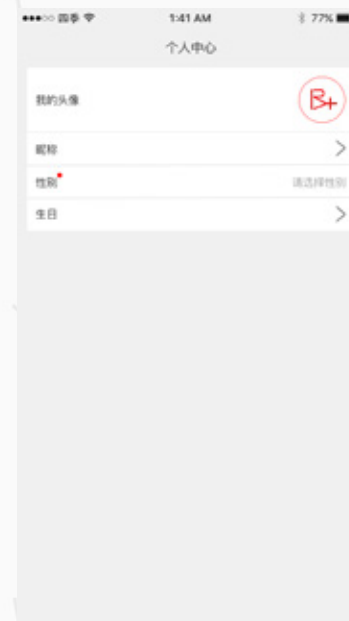 四季 1:41 AM 77%
个人中心
我的头像 B+
昵称
性别 请选择性别
生日